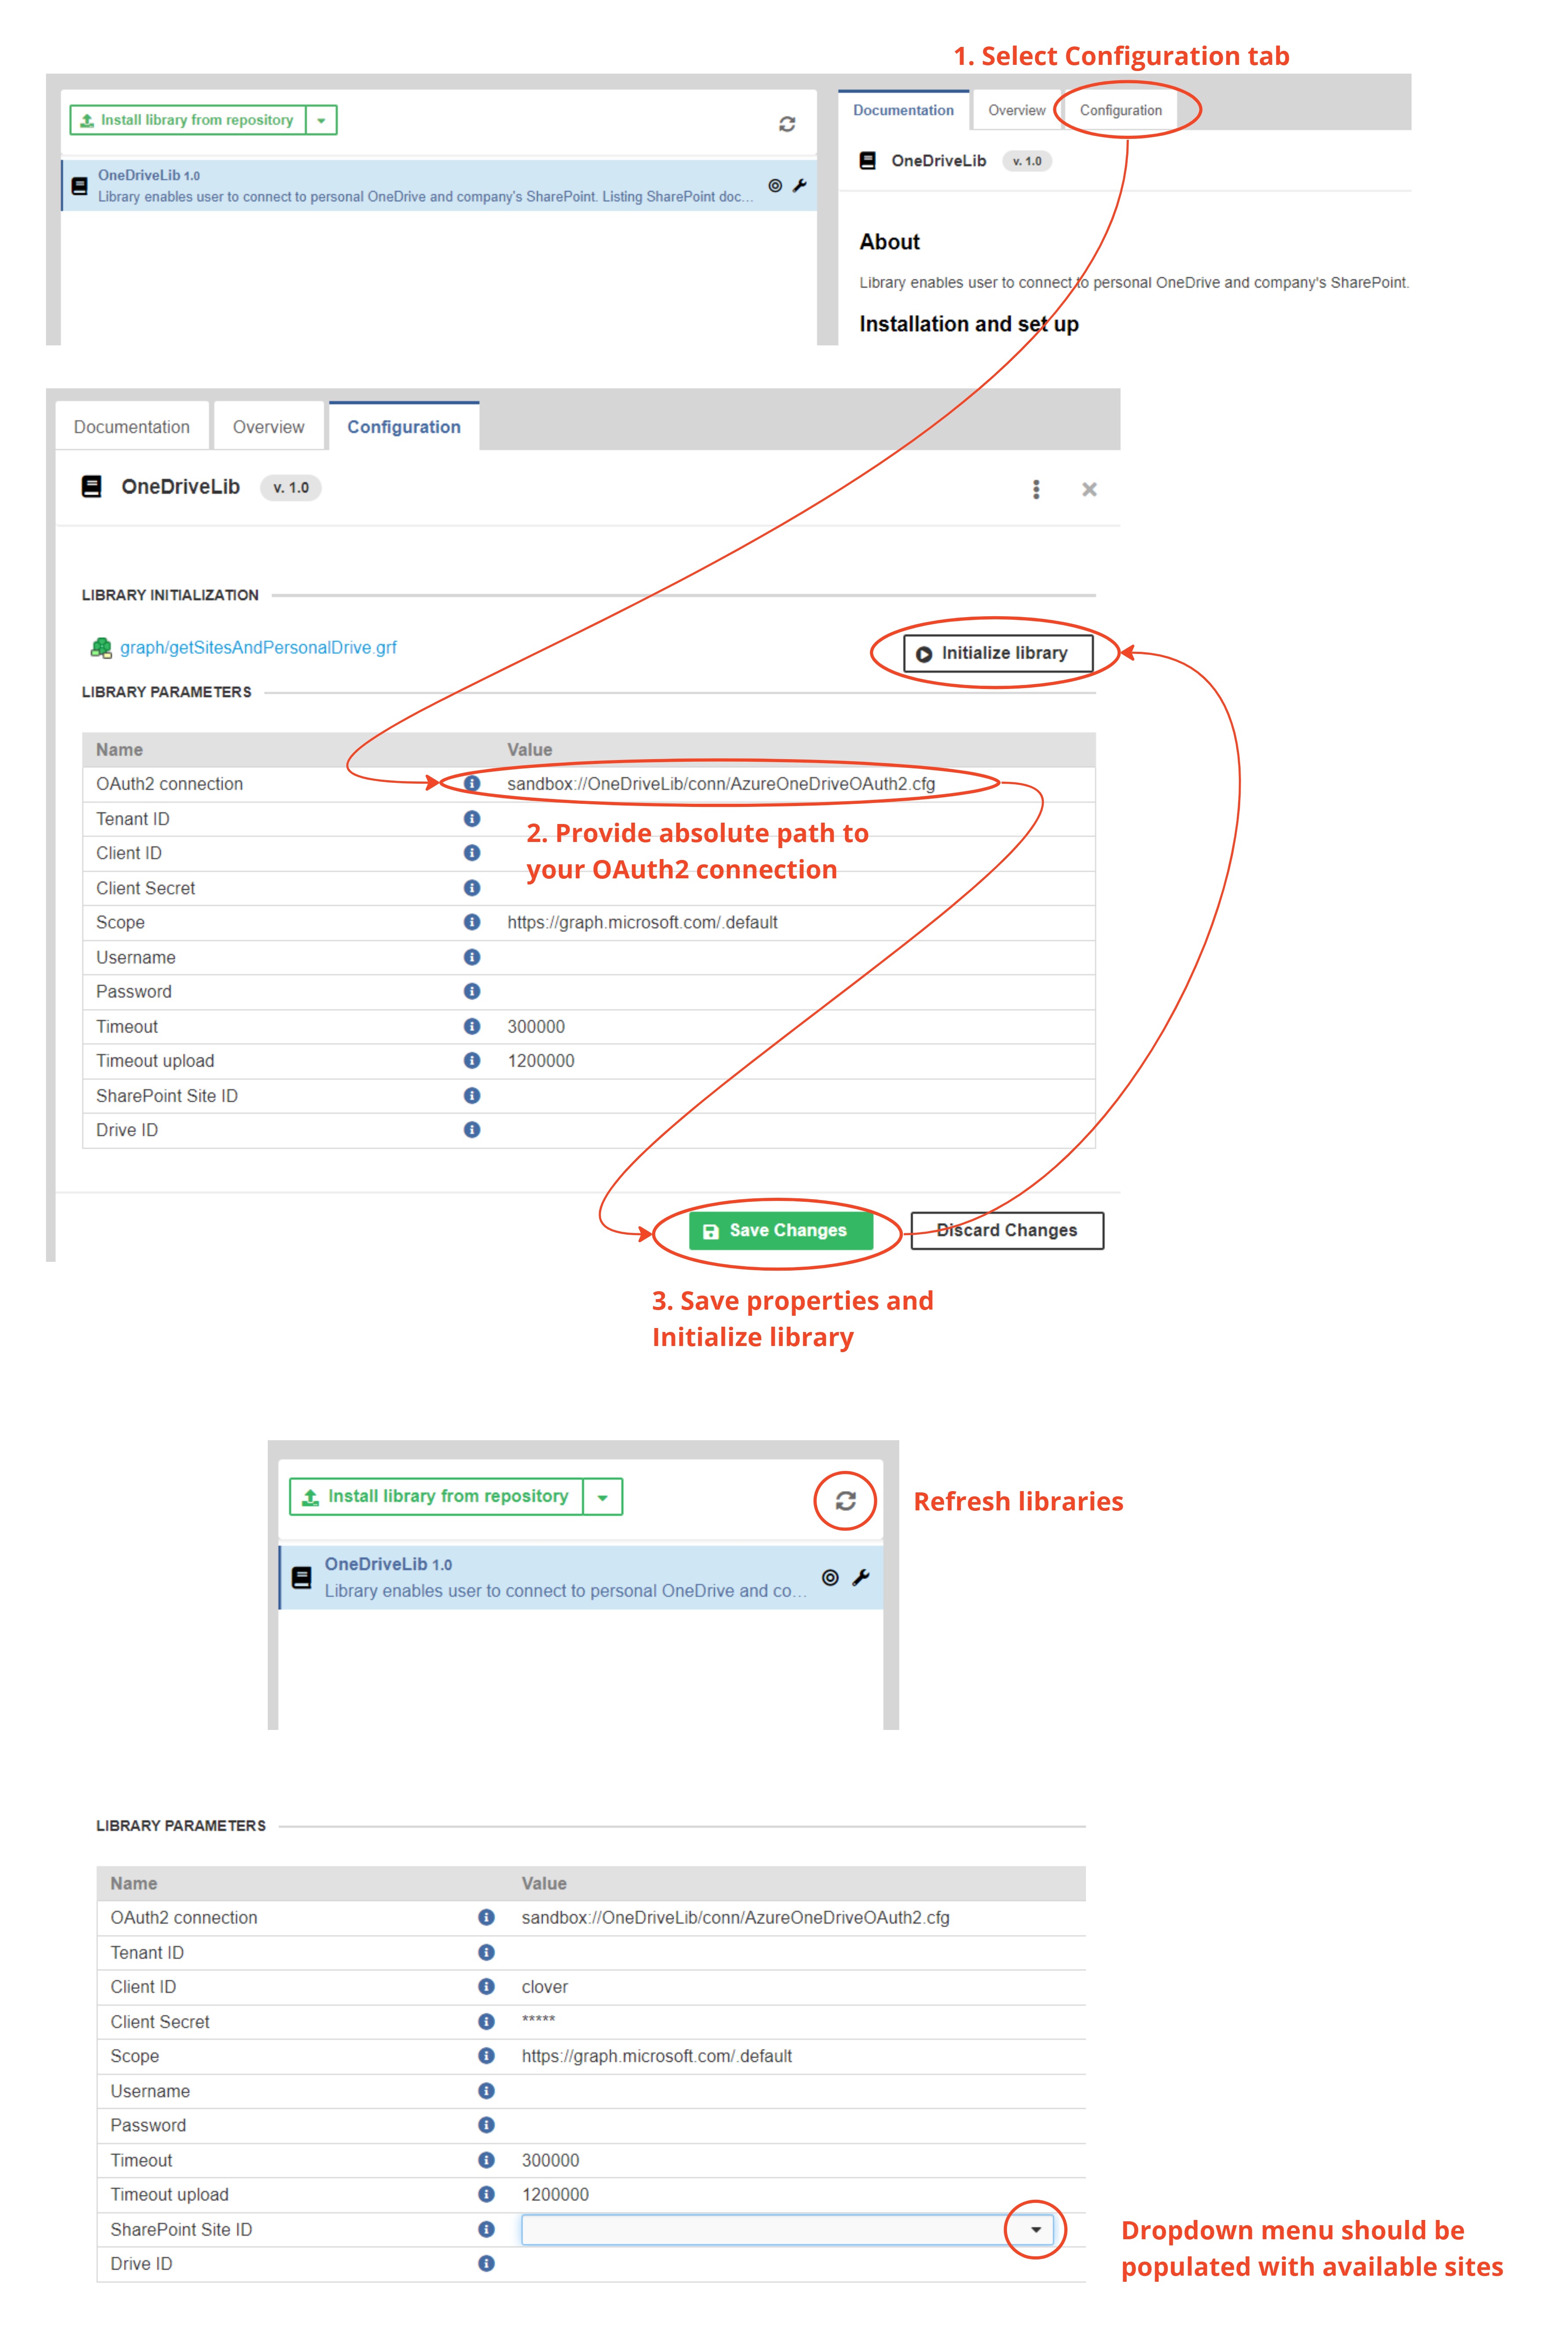 1. Select Configuration tab
Install library from repository
OneDriveLib 1.0
Library enables user to connect to personal OneDrive and company's SharePoint. Listing SharePoint doc...
Documentation Overview Configuration
OneDriveLib v. 1.0
About
Library enables user to connect to personal OneDrive and company's SharePoint.
Installation and set up
Documentation Overview Configuration
OneDriveLib v. 1.0
LIBRARY INITIALIZATION
graph/getSitesAndPersonalDrive.grf
Initialize library
LIBRARY PARAMETERS
Name Value
OAuth2 connection sandbox://OneDriveLib/conn/AzureOneDriveOAuth2.cfg
Tenant ID
Client ID
Client Secret
2. Provide absolute path to
your OAuth2 connection
Scope https://graph.microsoft.com/.default
Username
Password
Timeout 300000
Timeout upload 1200000
SharePoint Site ID
Drive ID
Save Changes Discard Changes
3. Save properties and
Initialize library
Install library from repository
Refresh libraries
OneDriveLib 1.0
Library enables user to connect to personal OneDrive and co...
LIBRARY PARAMETERS
Name Value
OAuth2 connection sandbox://OneDriveLib/conn/AzureOneDriveOAuth2.cfg
Tenant ID
Client ID clover
Client Secret *****
Scope https://graph.microsoft.com/.default
Username
Password
Timeout 300000
Timeout upload 1200000
SharePoint Site ID
Drive ID
Dropdown menu should be
populated with available sites